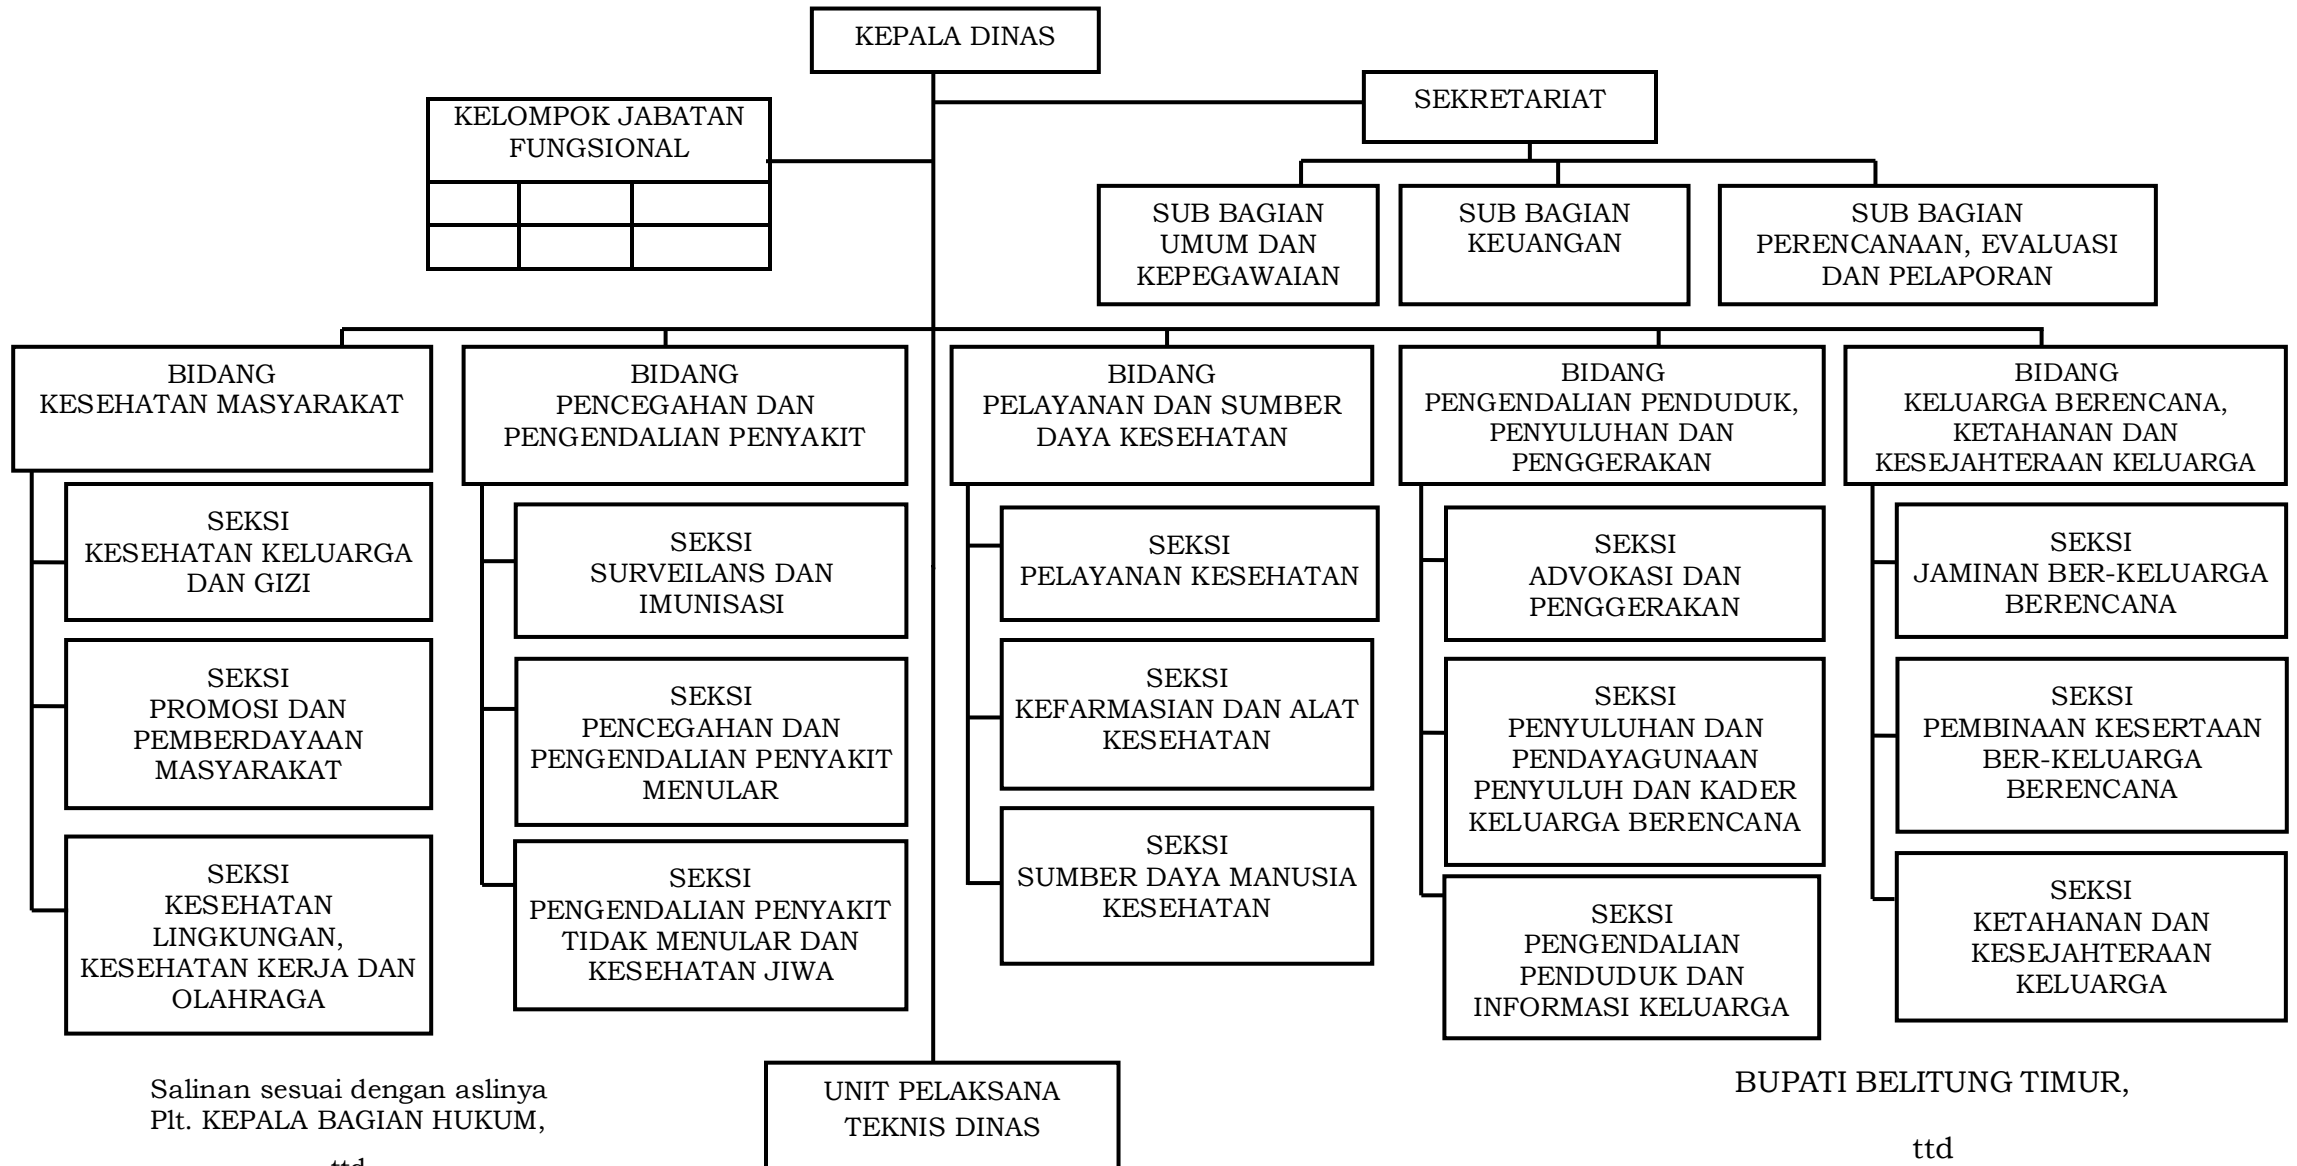 KEPALA DINAS
SEKRETARIAT
KELOMPOK JABATAN
FUNGSIONAL
SUB BAGIAN
UMUM DAN
KEPEGAWAIAN
SUB BAGIAN
KEUANGAN
SUB BAGIAN
PERENCANAAN, EVALUASI
DAN PELAPORAN
BIDANG
KESEHATAN MASYARAKAT
BIDANG
PENCEGAHAN DAN
PENGENDALIAN PENYAKIT
BIDANG
PELAYANAN DAN SUMBER
DAYA KESEHATAN
BIDANG
PENGENDALIAN PENDUDUK,
PENYULUHAN DAN
PENGGERAKAN
BIDANG
KELUARGA BERENCANA,
KETAHANAN DAN
KESEJAHTERAAN KELUARGA
SEKSI
KESEHATAN KELUARGA
DAN GIZI
SEKSI
PROMOSI DAN
PEMBERDAYAAN
MASYARAKAT
SEKSI
KESEHATAN
LINGKUNGAN,
KESEHATAN KERJA DAN
OLAHRAGA
SEKSI
SURVEILANS DAN
IMUNISASI
SEKSI
PENCEGAHAN DAN
PENGENDALIAN PENYAKIT
MENULAR
SEKSI
PENGENDALIAN PENYAKIT
TIDAK MENULAR DAN
KESEHATAN JIWA
SEKSI
PELAYANAN KESEHATAN
SEKSI
KEFARMASIAN DAN ALAT
KESEHATAN
SEKSI
SUMBER DAYA MANUSIA
KESEHATAN
SEKSI
ADVOKASI DAN
PENGGERAKAN
SEKSI
PENYULUHAN DAN
PENDAYAGUNAAN
PENYULUH DAN KADER
KELUARGA BERENCANA
SEKSI
PENGENDALIAN
PENDUDUK DAN
INFORMASI KELUARGA
SEKSI
JAMINAN BER-KELUARGA
BERENCANA
SEKSI
PEMBINAAN KESERTAAN
BER-KELUARGA
BERENCANA
SEKSI
KETAHANAN DAN
KESEJAHTERAAN
KELUARGA
Salinan sesuai dengan aslinya
Plt. KEPALA BAGIAN HUKUM,
ttd
UNIT PELAKSANA
TEKNIS DINAS
BUPATI BELITUNG TIMUR,
ttd